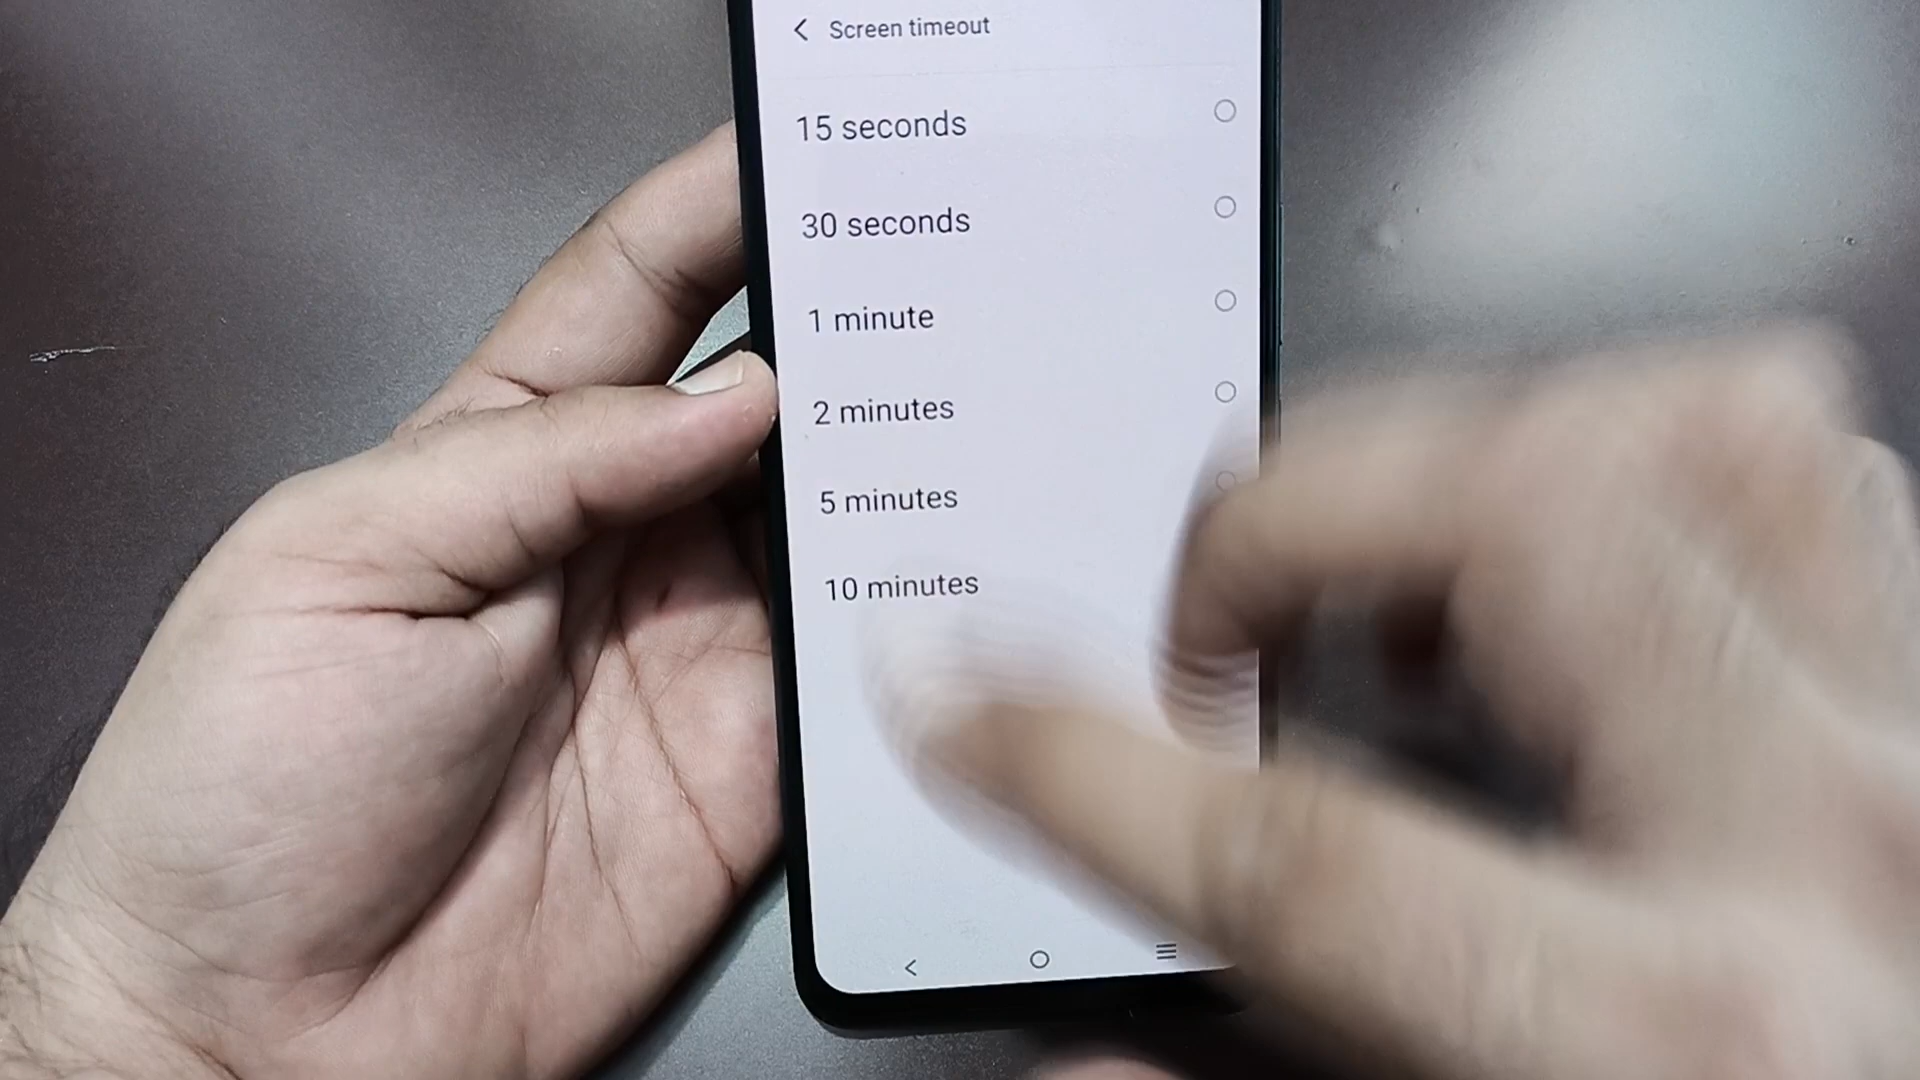 Screen timeout
15 seconds
30 seconds
1 minute
2 minutes
5 minutes
10 minutes